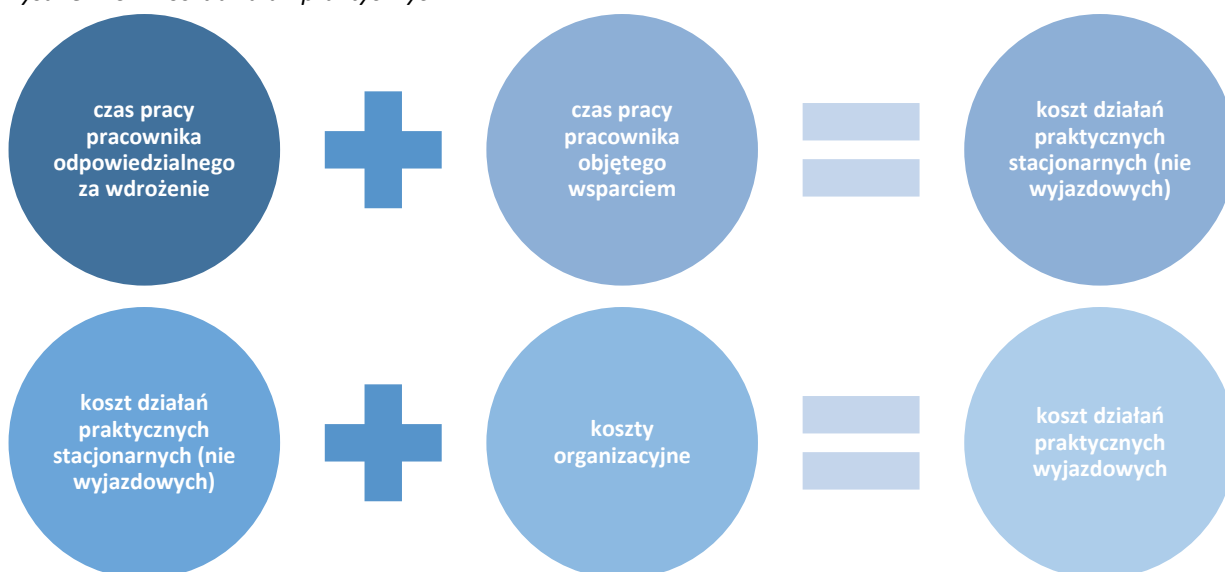 czas pracy
pracownika
odpowiedzialnego
za wdrożenie
czas pracy
pracownika
objętego
wsparciem
koszt działań
praktycznych
stacjonarnych (nie
wyjazdowych)
koszt działań
praktycznych
stacjonarnych (nie
wyjazdowych)
koszty
organizacyjne
koszt działań
praktycznych
wyjazdowych